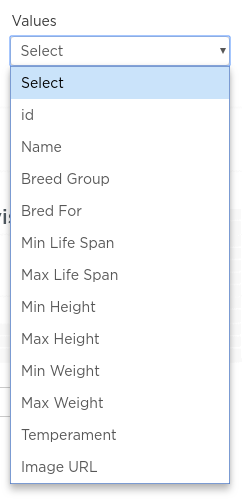 Values
Select
Select
id
Name
Breed Group
Bred For
Min Life Span
Max Life Span
Min Height
Max Height
Min Weight
Max Weight
Temperament
Image URL